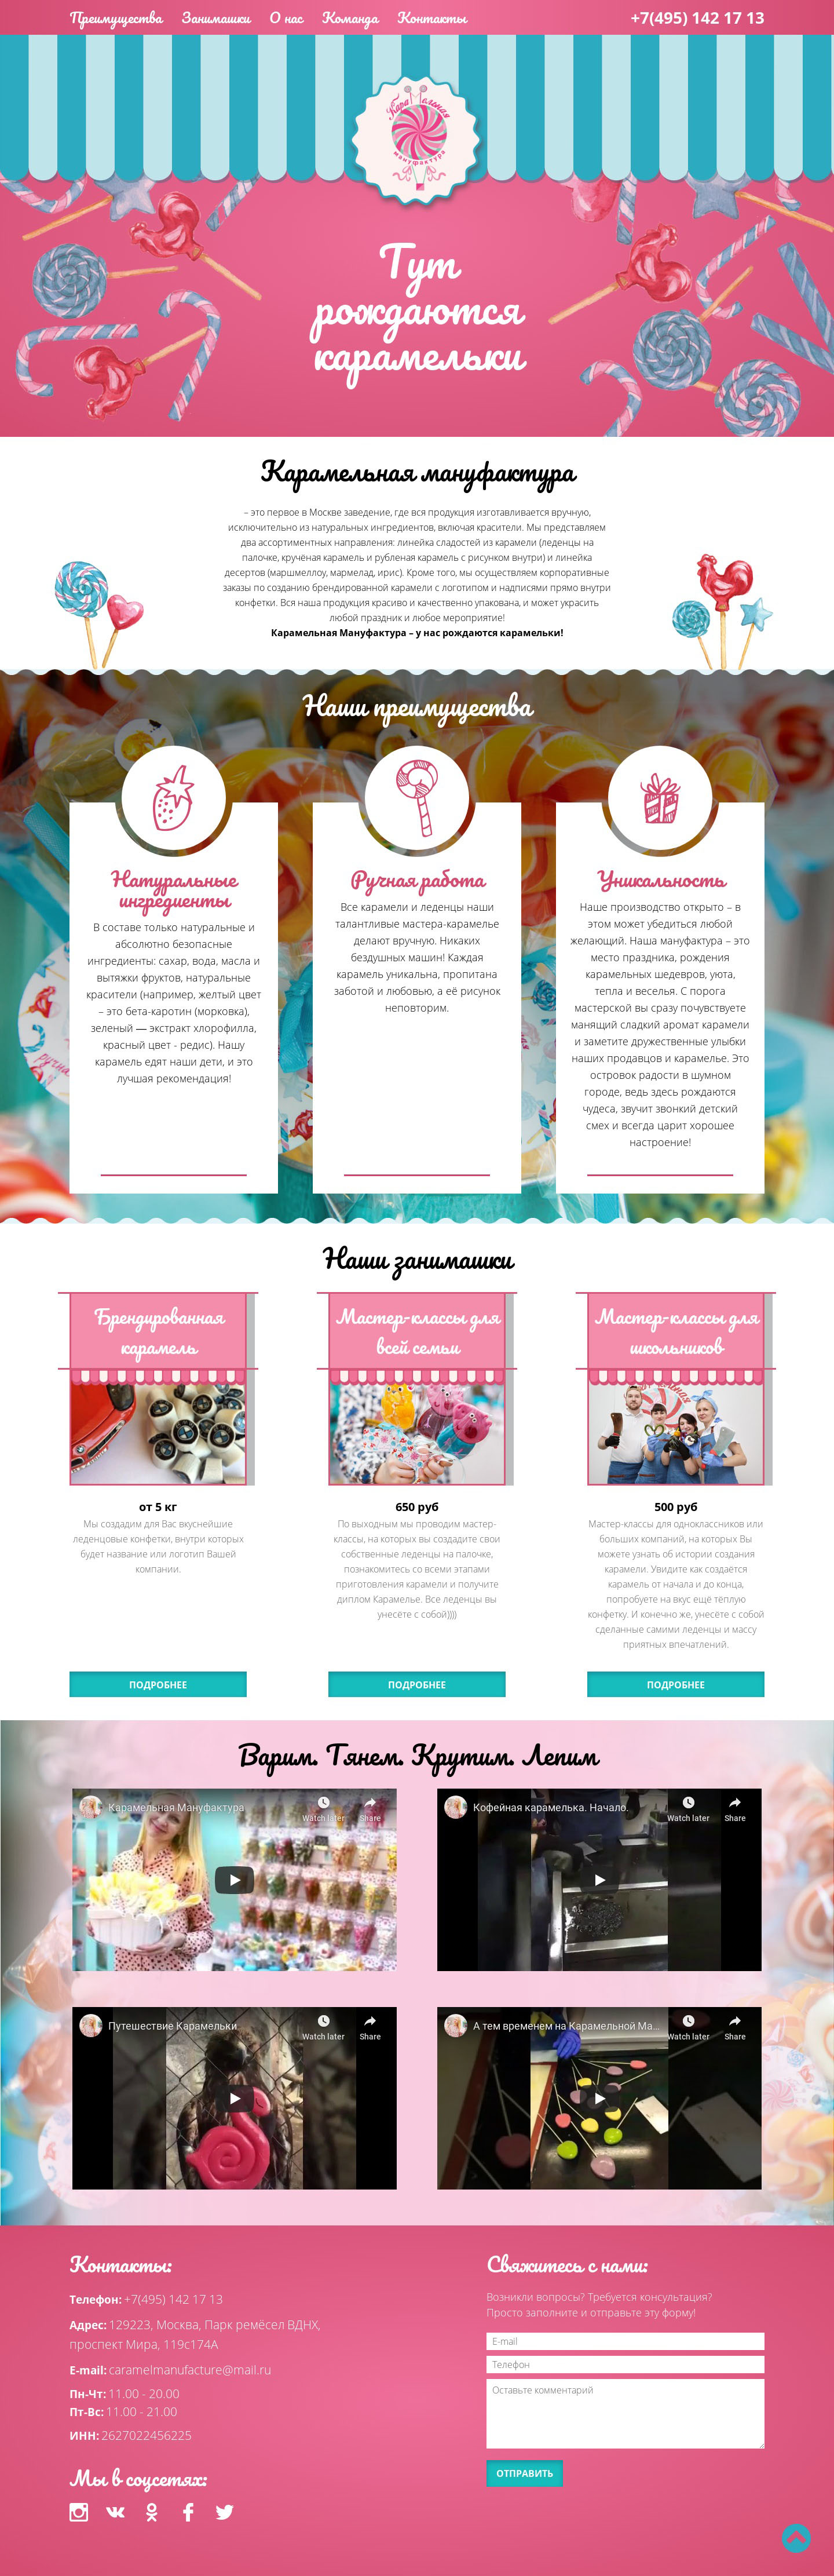 Преимущества Занимашки О нас Команда Контакты +7(495) 142 17 13
Карамельная
мануфактура
Тут
рождаются
карамельки
Карамельная мануфактура
– это первое в Москве заведение, где вся продукция изготавливается вручную,
исключительно из натуральных ингредиентов, включая красители. Мы представляем
два ассортиментных направления: линейка сладостей из карамели (леденцы на
палочке, кручёная карамель и рубленая карамель с рисунком внутри) и линейка
десертов (маршмеллоу, мармелад, ирис). Кроме того, мы осуществляем корпоративные
заказы по созданию брендированной карамели с логотипом и надписями прямо внутри
конфетки. Вся наша продукция красиво и качественно упакована, и может украсить
любой праздник и любое мероприятие!
Карамельная Мануфактура – у нас рождаются карамельки!
Наши преимущества
Натуральные
ингредиенты
В составе только натуральные и
абсолютно безопасные
ингредиенты: сахар, вода, масла и
вытяжки фруктов, натуральные
красители (например, желтый цвет
– это бета-каротин (морковка),
зеленый — экстракт хлорофилла,
красный цвет - редис). Нашу
карамель едят наши дети, и это
лучшая рекомендация!
Ручная работа
Все карамели и леденцы наши
талантливые мастера-карамелье
делают вручную. Никаких
бездушных машин! Каждая
карамель уникальна, пропитана
заботой и любовью, а её рисунок
неповторим.
Уникальность
Наше производство открыто – в
этом может убедиться любой
желающий. Наша мануфактура – это
место праздника, рождения
карамельных шедевров, уюта,
тепла и веселья. С порога
мастерской вы сразу почувствуете
манящий сладкий аромат карамели
и заметите дружественные улыбки
наших продавцов и карамелье. Это
островок радости в шумном
городе, ведь здесь рождаются
чудеса, звучит звонкий детский
смех и всегда царит хорошее
настроение!
Наши занимашки
Брендированная
карамель
от 5 кг
Мы создадим для Вас вкуснейшие
леденцовые конфетки, внутри которых
будет название или логотип Вашей
компании.
ПОДРОБНЕЕ
Мастер-классы для
всей семьи
650 руб
По выходным мы проводим мастер-
классы, на которых вы создадите свои
собственные леденцы на палочке,
познакомитесь со всеми этапами
приготовления карамели и получите
диплом Карамелье. Все леденцы вы
унесёте с собой))))
ПОДРОБНЕЕ
Мастер-классы для
школьников
500 руб
Мастер-классы для одноклассников или
больших компаний, на которых Вы
можете узнать об истории создания
карамели. Увидите как создаётся
карамель от начала и до конца,
попробуете на вкус ещё тёплую
конфетку. И конечно же, унесёте с собой
сделанные самими леденцы и массу
приятных впечатлений.
ПОДРОБНЕЕ
Варим. Тянем. Крутим. Лепим
Карамельная Мануфактура
Watch later Share
Кофейная карамелька. Начало.
Watch later Share
Путешествие Карамельки
Watch later Share
А тем временем на Карамельной Ма...
Watch later Share
Контакты:
Телефон: +7(495) 142 17 13
Адрес: 129223, Москва, Парк ремёсел ВДНХ,
проспект Мира, 119с174А
E-mail: caramelmanufacture@mail.ru
Пн-Чт: 11.00 - 20.00
Пт-Вс: 11.00 - 21.00
ИНН: 2627022456225
Мы в соцсетях:
Свяжитесь с нами:
Возникли вопросы? Требуется консультация?
Просто заполните и отправьте эту форму!
E-mail
Телефон
Оставьте комментарий
ОТПРАВИТЬ